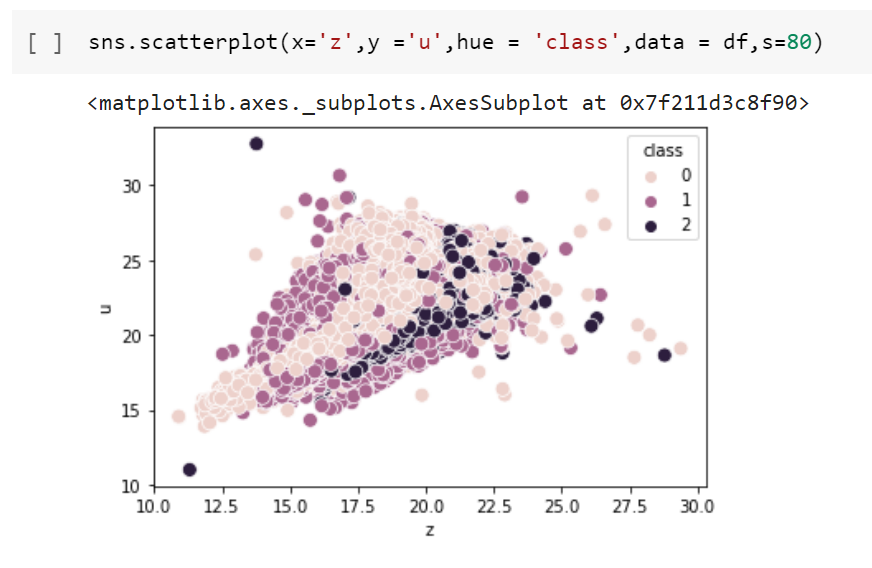 [ ] sns.scatterplot(x='z',y ='u',hue = 'class',data = df,s=80)
<matplotlib.axes._subplots.AxesSubplot at 0x7f211d3c8f90>
class
0
1
2
30
25
20
15
10
u
10.0 12.5 15.0 17.5 20.0 22.5 25.0 27.5 30.0
z